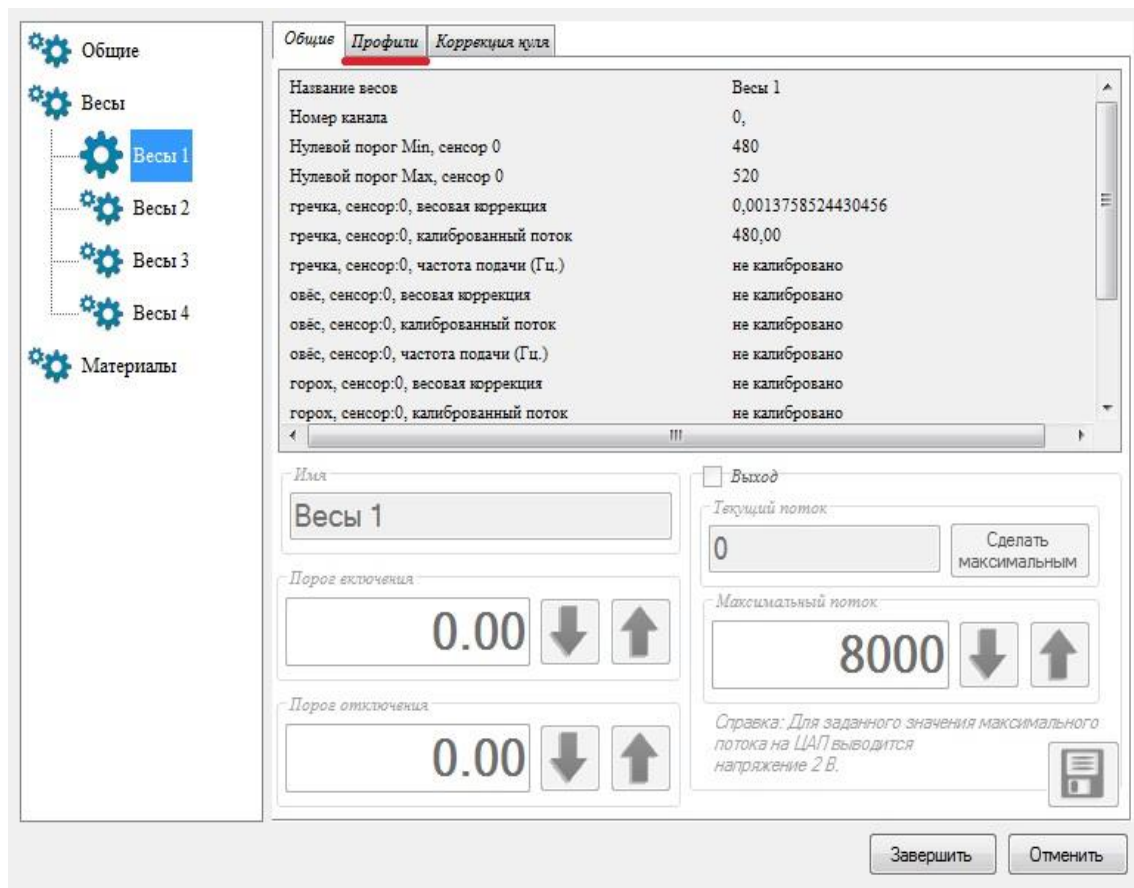 Общие
Весы
Весы 1
Весы 2
Весы 3
Весы 4
Материалы
Общие Профили Коррекция нуля
Название весов Весы 1
Номер канала 0,
Нулевой порог Min, сенсор 0 480
Нулевой порог Max, сенсор 0 520
гречка, сенсор:0, весовая коррекция 0,0013758524430456
гречка, сенсор:0, калиброванный поток 480,00
гречка, сенсор:0, частота подачи (Гц.) не калибровано
овёс, сенсор:0, весовая коррекция не калибровано
овёс, сенсор:0, калиброванный поток не калибровано
овёс, сенсор:0, частота подачи (Гц.) не калибровано
горох, сенсор:0, весовая коррекция не калибровано
горох, сенсор:0, калиброванный поток не калибровано
Имя
Весы 1
Порог включения
0.00
Порог отключения
0.00
Выход
Текущий поток
0
Сделать
максимальным
Максимальный поток
8000
Справка: Для заданного значения максимального
потока на ЦАП выводится
напряжение 2 В.
Завершить Отменить